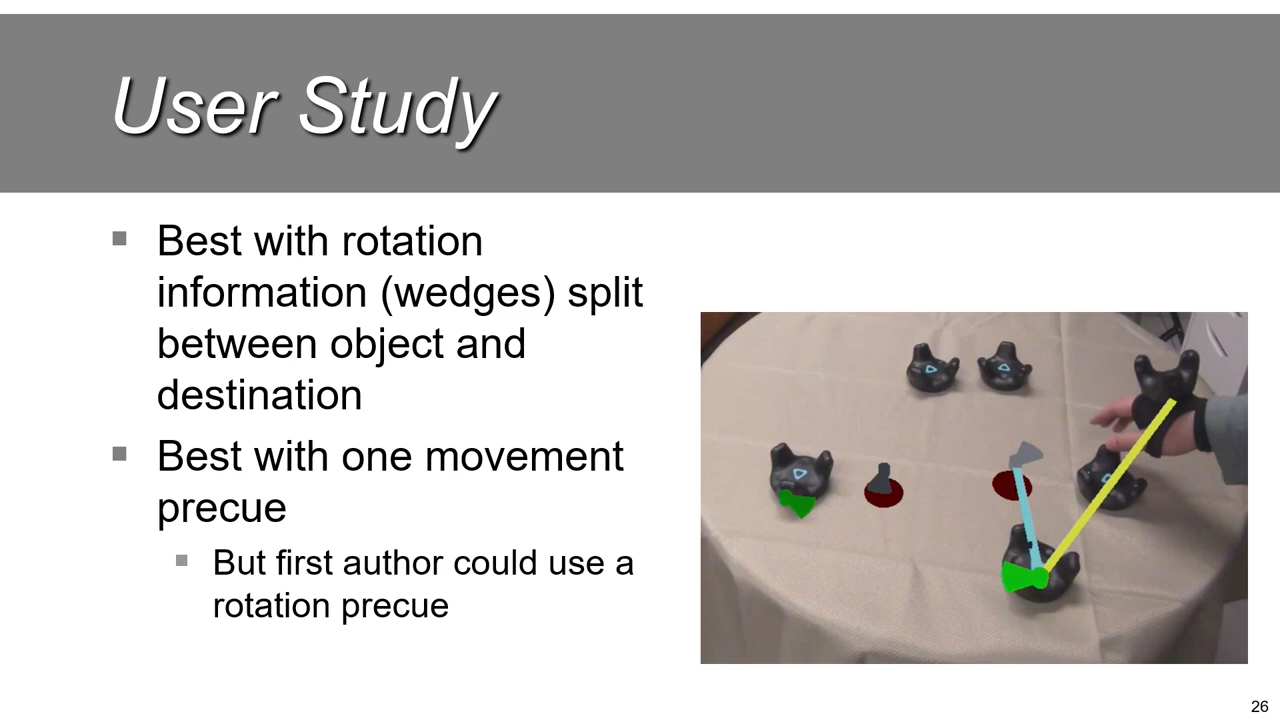 User Study
Best with rotation
information (wedges) split
between object and
destination
Best with one movement
precue
But first author could use a
rotation precue
26